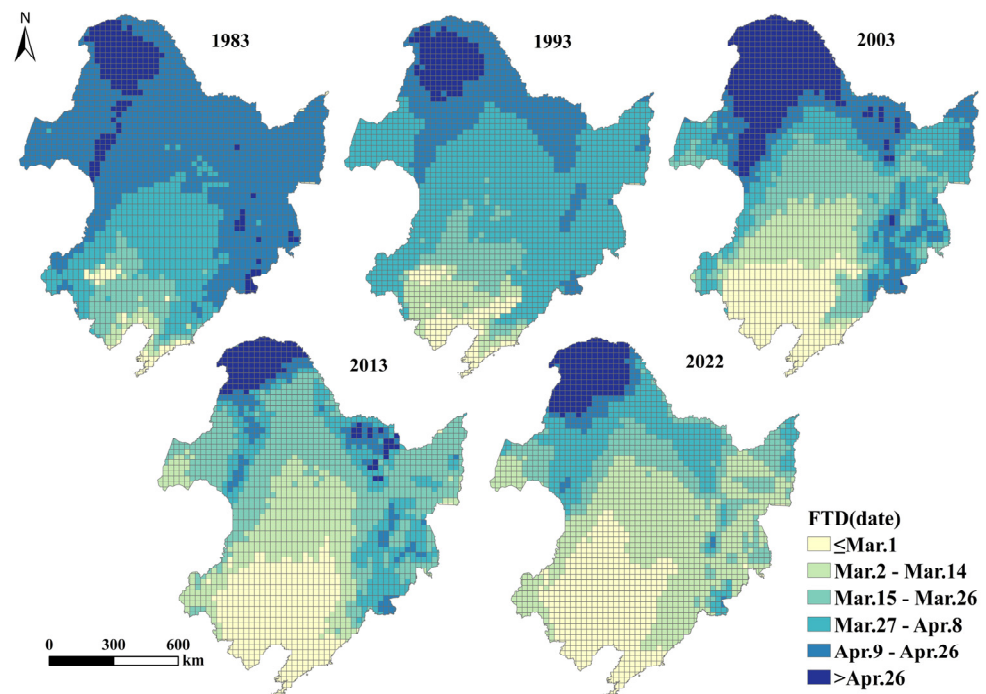 N
1983
1993
2003
2013
2022
FTD(date)
≤Mar.1
Mar.2 - Mar.14
Mar.15 - Mar.26
Mar.27 - Apr.8
Apr.9 - Apr.26
>Apr.26
0 300 600
km